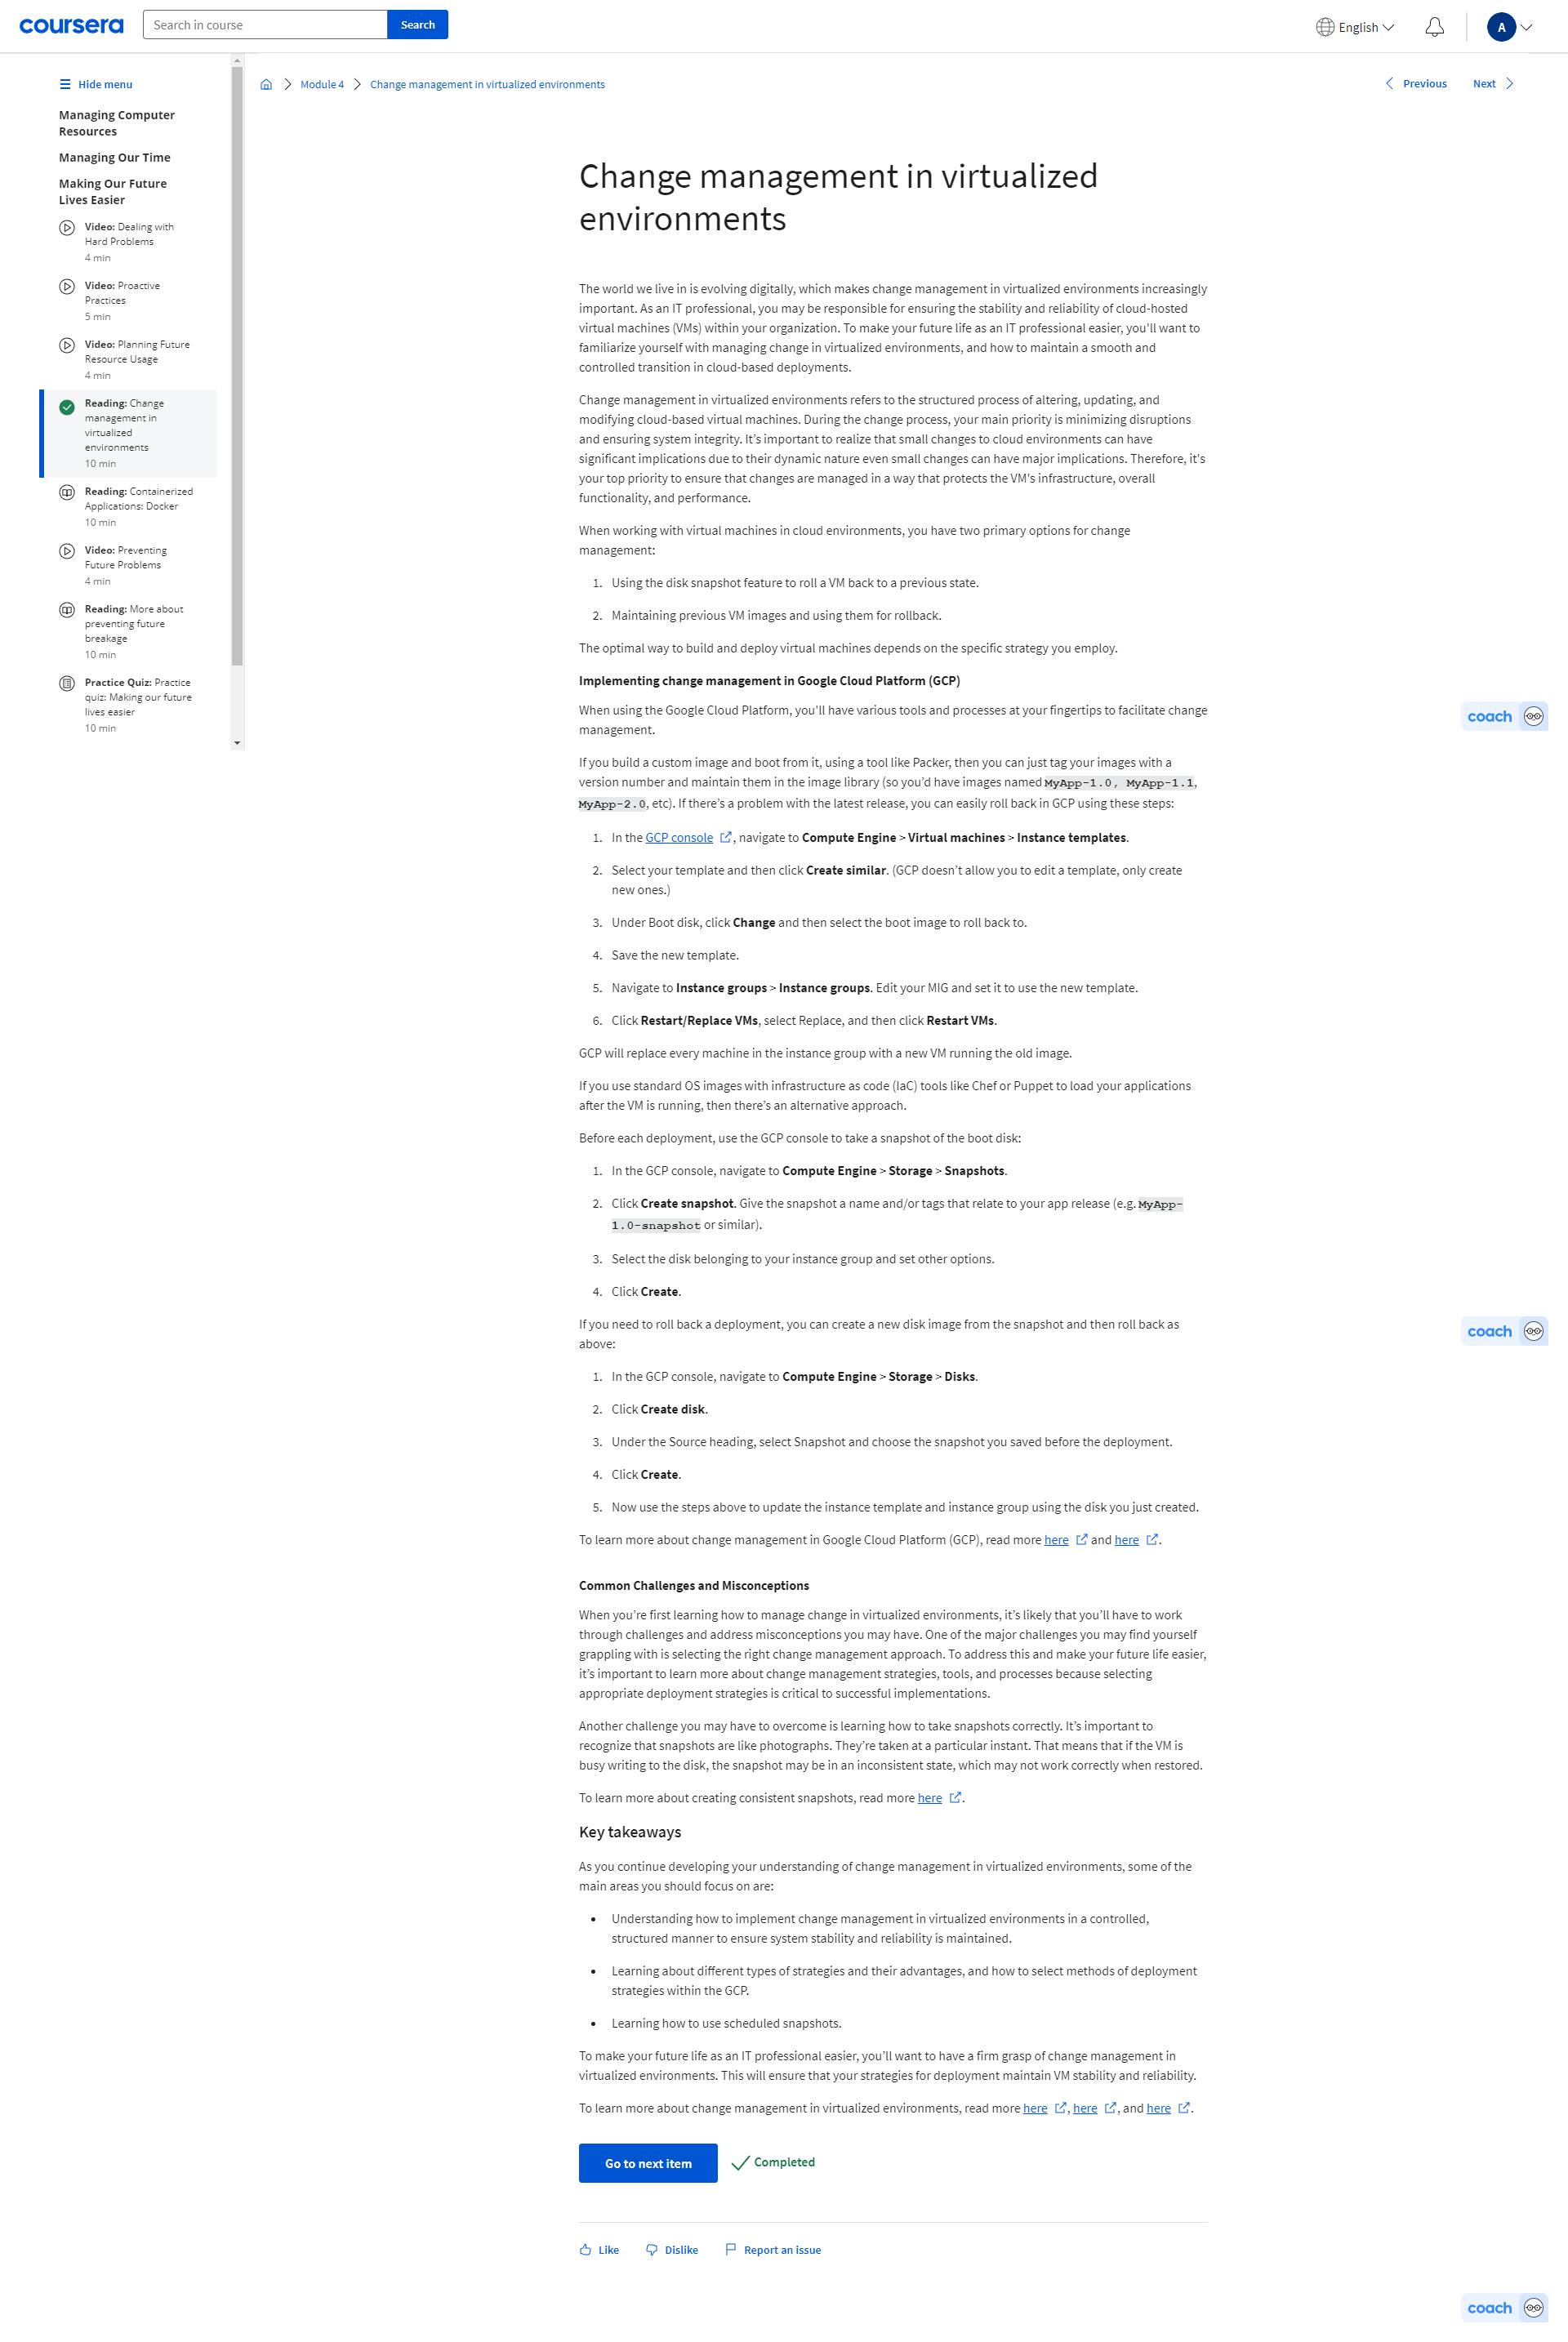 coursera
Search in course
Search
English
A
Hide menu
Managing Computer
Resources
Managing Our Time
Making Our Future
Lives Easier
Video: Dealing with
Hard Problems
4 min
Video: Proactive
Practices
5 min
Video: Planning Future
Resource Usage
4 min
Reading: Change
management in
virtualized
environments
10 min
Reading: Containerized
Applications: Docker
10 min
Video: Preventing
Future Problems
4 min
Reading: More about
preventing future
breakage
10 min
Practice Quiz: Practice
quiz: Making our future
lives easier
10 min
Module 4
Change management in virtualized environments
Previous
Next
Change management in virtualized
environments
The world we live in is evolving digitally, which makes change management in virtualized environments increasingly
important. As an IT professional, you may be responsible for ensuring the stability and reliability of cloud-hosted
virtual machines (VMs) within your organization. To make your future life as an IT professional easier, you'll want to
familiarize yourself with managing change in virtualized environments, and how to maintain a smooth and
controlled transition in cloud-based deployments.
Change management in virtualized environments refers to the structured process of altering, updating, and
modifying cloud-based virtual machines. During the change process, your main priority is minimizing disruptions
and ensuring system integrity. It’s important to realize that small changes to cloud environments can have
significant implications due to their dynamic nature even small changes can have major implications. Therefore, it's
your top priority to ensure that changes are managed in a way that protects the VM's infrastructure, overall
functionality, and performance.
When working with virtual machines in cloud environments, you have two primary options for change
management:
1. Using the disk snapshot feature to roll a VM back to a previous state.
2. Maintaining previous VM images and using them for rollback.
The optimal way to build and deploy virtual machines depends on the specific strategy you employ.
Implementing change management in Google Cloud Platform (GCP)
When using the Google Cloud Platform, you'll have various tools and processes at your fingertips to facilitate change
management.
If you build a custom image and boot from it, using a tool like Packer, then you can just tag your images with a
version number and maintain them in the image library (so you’d have images named MyApp-1.0, MyApp-1.1,
MyApp-2.0, etc). If there’s a problem with the latest release, you can easily roll back in GCP using these steps:
1. In the GCP console, navigate to Compute Engine > Virtual machines > Instance templates.
2. Select your template and then click Create similar. (GCP doesn’t allow you to edit a template, only create
new ones.)
3. Under Boot disk, click Change and then select the boot image to roll back to.
4. Save the new template.
5. Navigate to Instance groups > Instance groups. Edit your MIG and set it to use the new template.
6. Click Restart/Replace VMs, select Replace, and then click Restart VMs.
GCP will replace every machine in the instance group with a new VM running the old image.
If you use standard OS images with infrastructure as code (IaC) tools like Chef or Puppet to load your applications
after the VM is running, then there’s an alternative approach.
Before each deployment, use the GCP console to take a snapshot of the boot disk:
1. In the GCP console, navigate to Compute Engine > Storage > Snapshots.
2. Click Create snapshot. Give the snapshot a name and/or tags that relate to your app release (e.g. MyApp-
1.0-snapshot or similar).
3. Select the disk belonging to your instance group and set other options.
4. Click Create.
If you need to roll back a deployment, you can create a new disk image from the snapshot and then roll back as
above:
1. In the GCP console, navigate to Compute Engine > Storage > Disks.
2. Click Create disk.
3. Under the Source heading, select Snapshot and choose the snapshot you saved before the deployment.
4. Click Create.
5. Now use the steps above to update the instance template and instance group using the disk you just created.
To learn more about change management in Google Cloud Platform (GCP), read more here and here.
Common Challenges and Misconceptions
When you’re first learning how to manage change in virtualized environments, it’s likely that you’ll have to work
through challenges and address misconceptions you may have. One of the major challenges you may find yourself
grappling with is selecting the right change management approach. To address this and make your future life easier,
it’s important to learn more about change management strategies, tools, and processes because selecting
appropriate deployment strategies is critical to successful implementations.
Another challenge you may have to overcome is learning how to take snapshots correctly. It’s important to
recognize that snapshots are like photographs. They’re taken at a particular instant. That means that if the VM is
busy writing to the disk, the snapshot may be in an inconsistent state, which may not work correctly when restored.
To learn more about creating consistent snapshots, read more here.
Key takeaways
As you continue developing your understanding of change management in virtualized environments, some of the
main areas you should focus on are:
• Understanding how to implement change management in virtualized environments in a controlled,
structured manner to ensure system stability and reliability is maintained.
• Learning about different types of strategies and their advantages, and how to select methods of deployment
strategies within the GCP.
• Learning how to use scheduled snapshots.
To make your future life as an IT professional easier, you’ll want to have a firm grasp of change management in
virtualized environments. This will ensure that your strategies for deployment maintain VM stability and reliability.
To learn more about change management in virtualized environments, read more here, here, and here.
Go to next item
Completed
Like
Dislike
Report an issue
coach
coach
coach